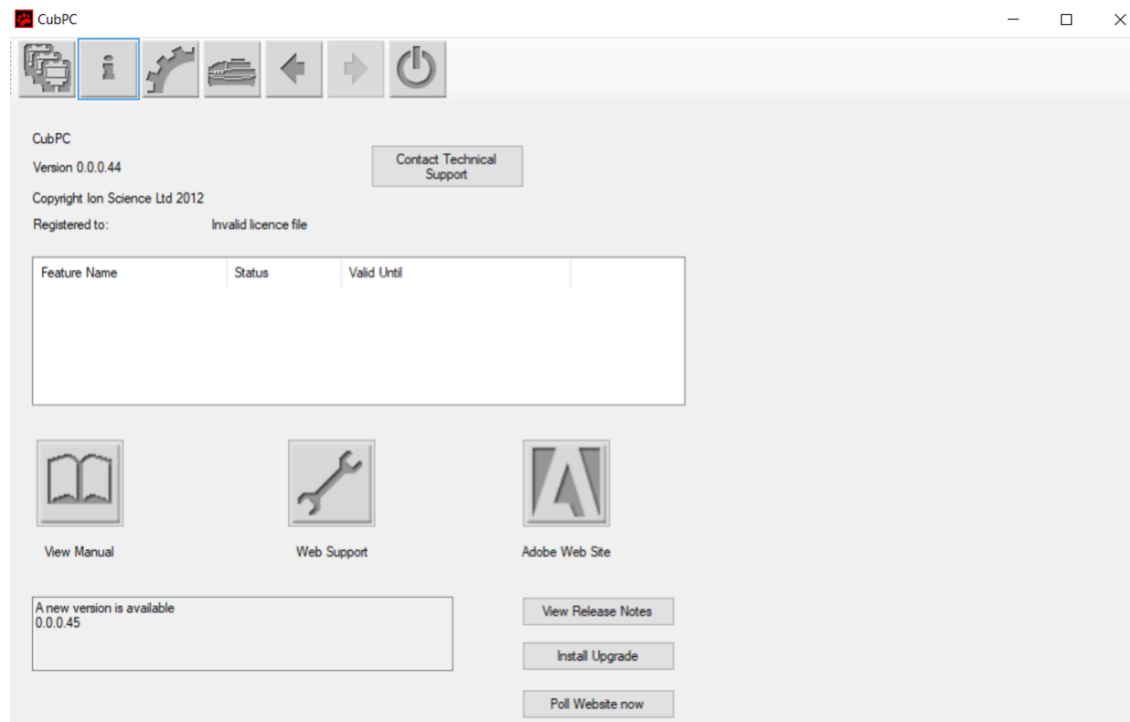 CubPC
i
CubPC
Version 0.0.0.44
Contact Technical
Support
Copyright Ion Science Ltd 2012
Registered to: Invalid licence file
Feature Name Status Valid Until
View Manual Web Support Adobe Web Site
A new version is available
0.0.0.45
View Release Notes
Install Upgrade
Poll Website now